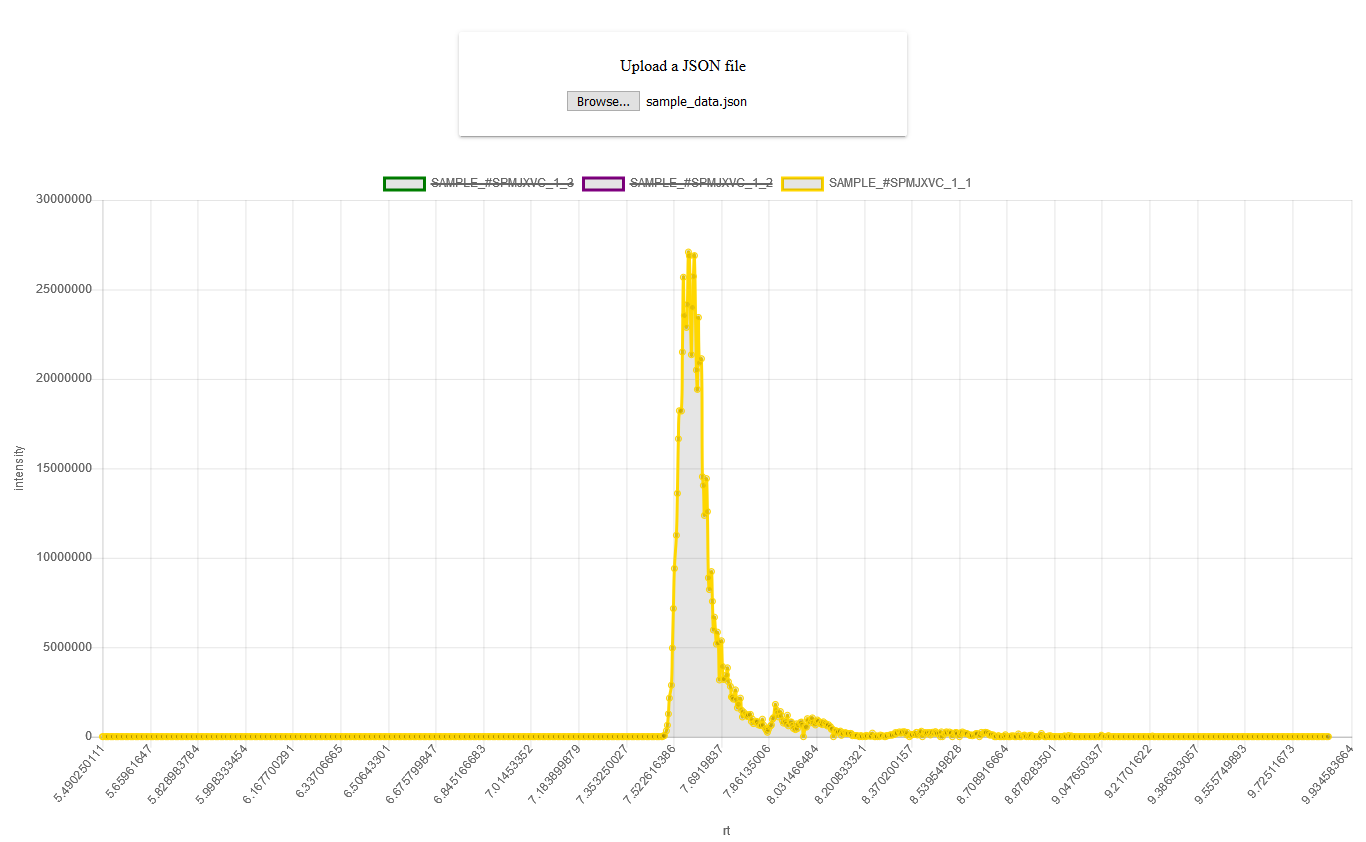 Upload a JSON file
Browse... sample_data.json
SAMPLE_#SPMJXVC_1_3 SAMPLE_#SPMJXVC_1_2 SAMPLE_#SPMJXVC_1_1
30000000
25000000
20000000
15000000
10000000
5000000
0
intensity
5.490250111 5.65961647 5.828983784 5.998333454 6.167700291 6.337066665 6.50643301 6.675799847 6.845166683 7.01453352 7.183899879 7.353250027 7.522616386 7.6919837 7.86135006 8.031466484 8.200833321 8.370200157 8.539549828 8.708916664 8.878283501 9.047650337 9.21701622 9.386383057 9.555749893 9.72511673 9.934583664
rt